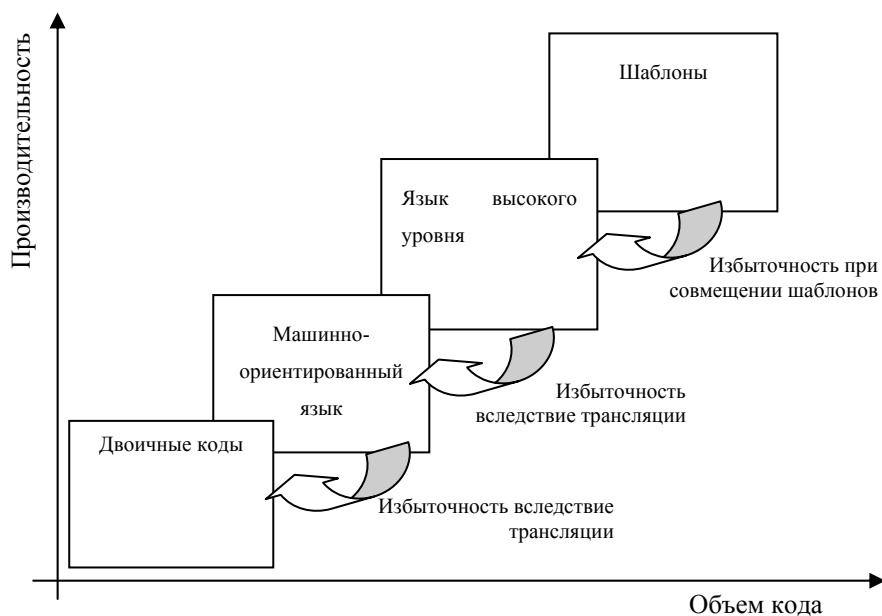 Производительность
Шаблоны
Язык высокого
уровня
Избыточность при
совмещении шаблонов
Машинно-
ориентированный
язык
Избыточность
вследствие трансляции
Двоичные коды
Избыточность вследствие
трансляции
Объем кода